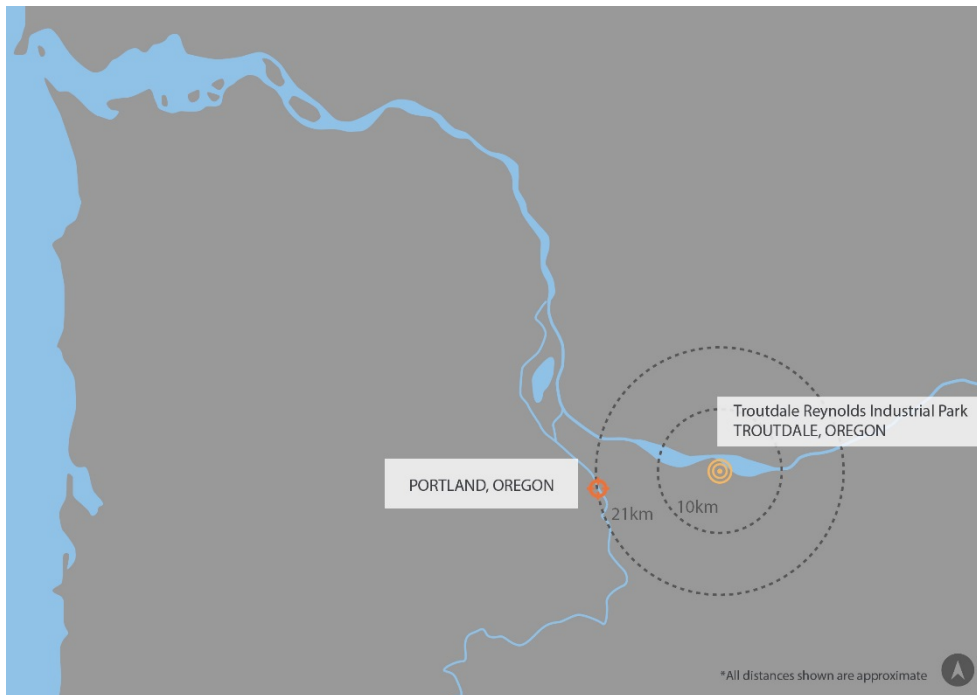 Troutdale Reynolds Industrial Park
TROUTDALE, OREGON
PORTLAND, OREGON
10km
21km
*All distances shown are approximate